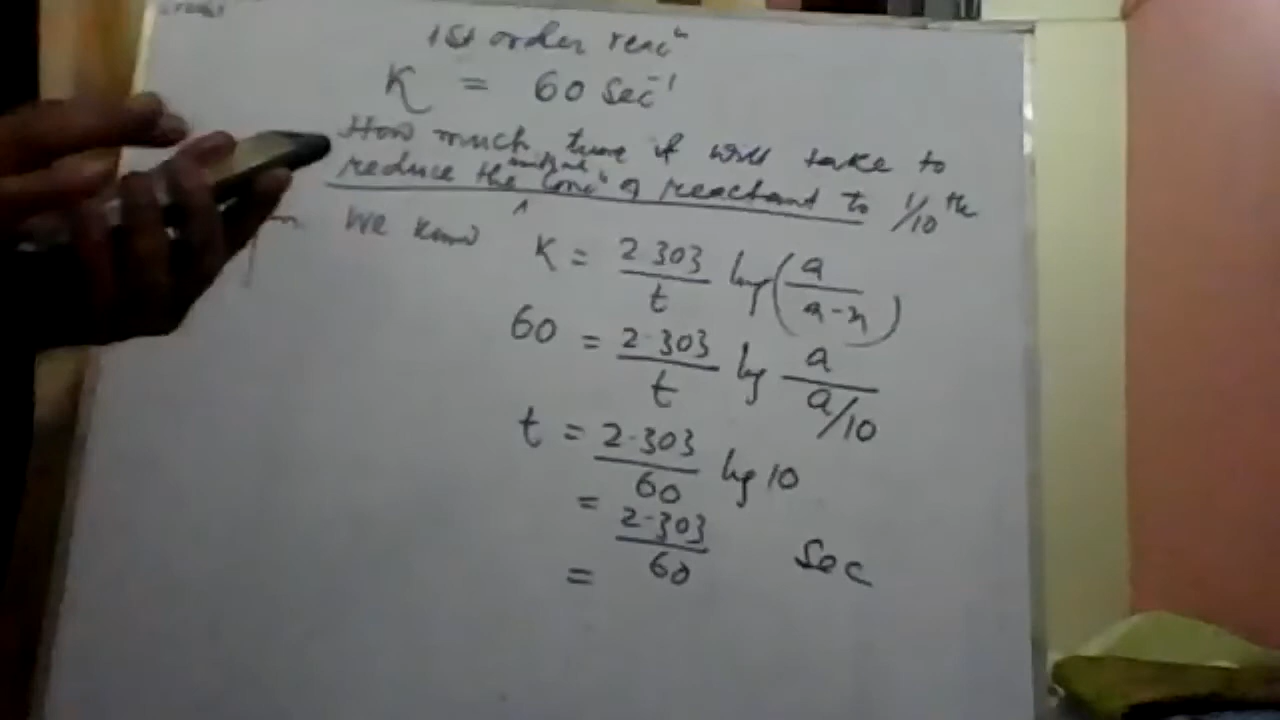 1st order reacⁿ
K = 60 Sec⁻¹
How much time it will take to
reduce the initial Concⁿ of reactant to 1/10 th
We know K = 2.303/t log(a/a-x)
60 = 2.303/t log a/a/10
t = 2.303/60 log 10
= 2.303/60 Sec
=